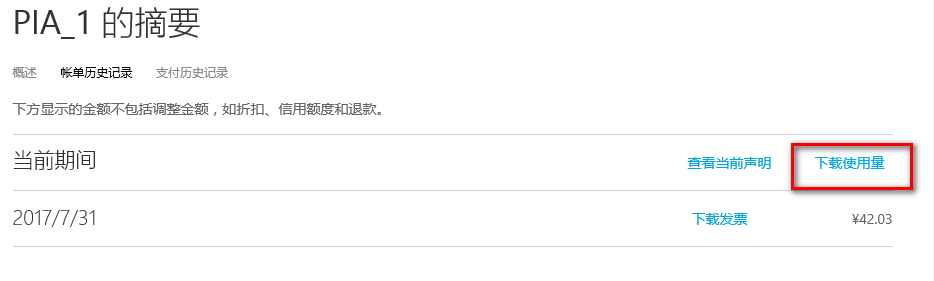 PIA_1 的摘要
概述 帐单历史记录 支付历史记录
下方显示的金额不包括调整金额，如折扣、信用额度和退款。
当前期间 查看当前声明 下载使用量
2017/7/31 下载发票 ¥42.03